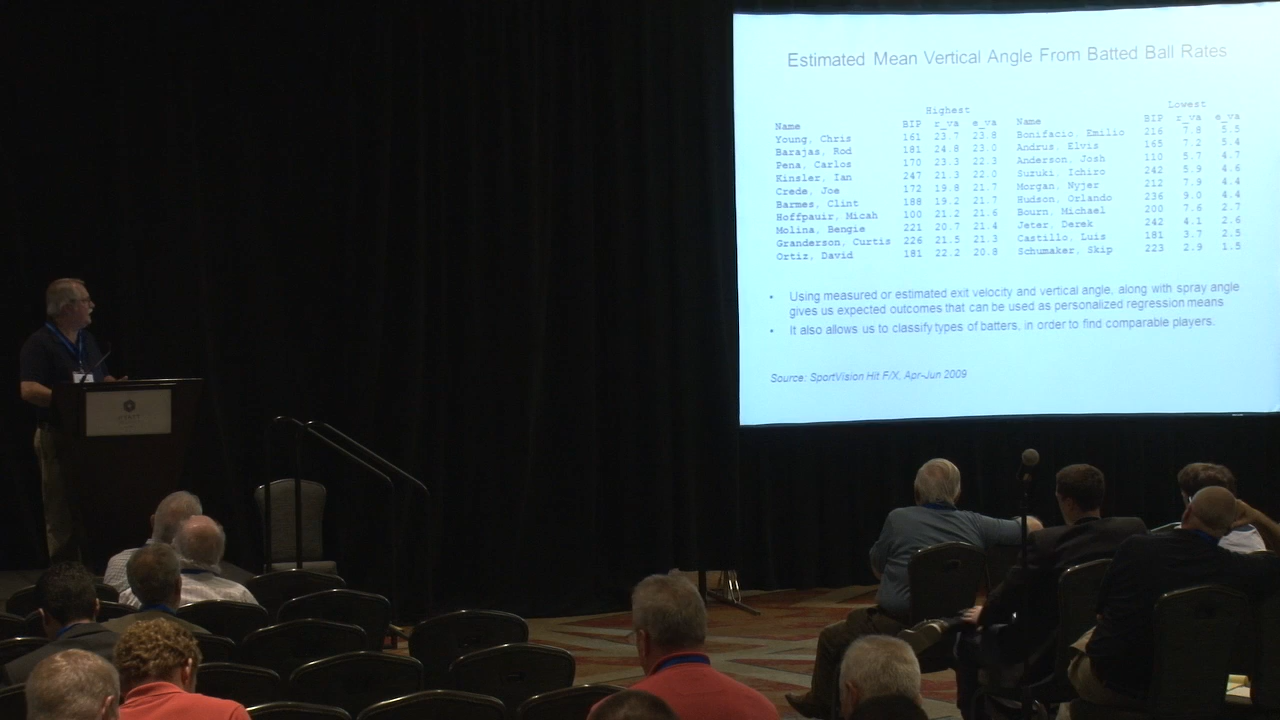 Estimated Mean Vertical Angle From Batted Ball Rates
Highest Lowest
Name BIP r_va e_va Name BIP r_va e_va
Young, Chris 161 23.7 23.8 Bonifacio, Emilio 216 7.8 5.5
Barajas, Rod 181 24.8 23.0 Andrus, Elvis 165 7.2 5.4
Pena, Carlos 170 23.3 22.3 Anderson, Josh 110 5.7 4.7
Kinsler, Ian 247 21.3 22.0 Suzuki, Ichiro 242 5.9 4.6
Crede, Joe 172 19.8 21.7 Morgan, Nyjer 212 7.9 4.4
Barmes, Clint 188 19.2 21.7 Hudson, Orlando 236 9.0 4.4
Hoffpauir, Micah 100 21.2 21.6 Bourn, Michael 200 7.6 2.7
Molina, Bengie 221 20.7 21.4 Jeter, Derek 242 4.1 2.6
Granderson, Curtis 226 21.5 21.3 Castillo, Luis 181 3.7 2.5
Ortiz, David 181 22.2 20.8 Schumaker, Skip 223 2.9 1.5
• Using measured or estimated exit velocity and vertical angle, along with spray angle
gives us expected outcomes that can be used as personalized regression means
• It also allows us to classify types of batters, in order to find comparable players.
Source: SportVision Hit F/X, Apr-Jun 2009